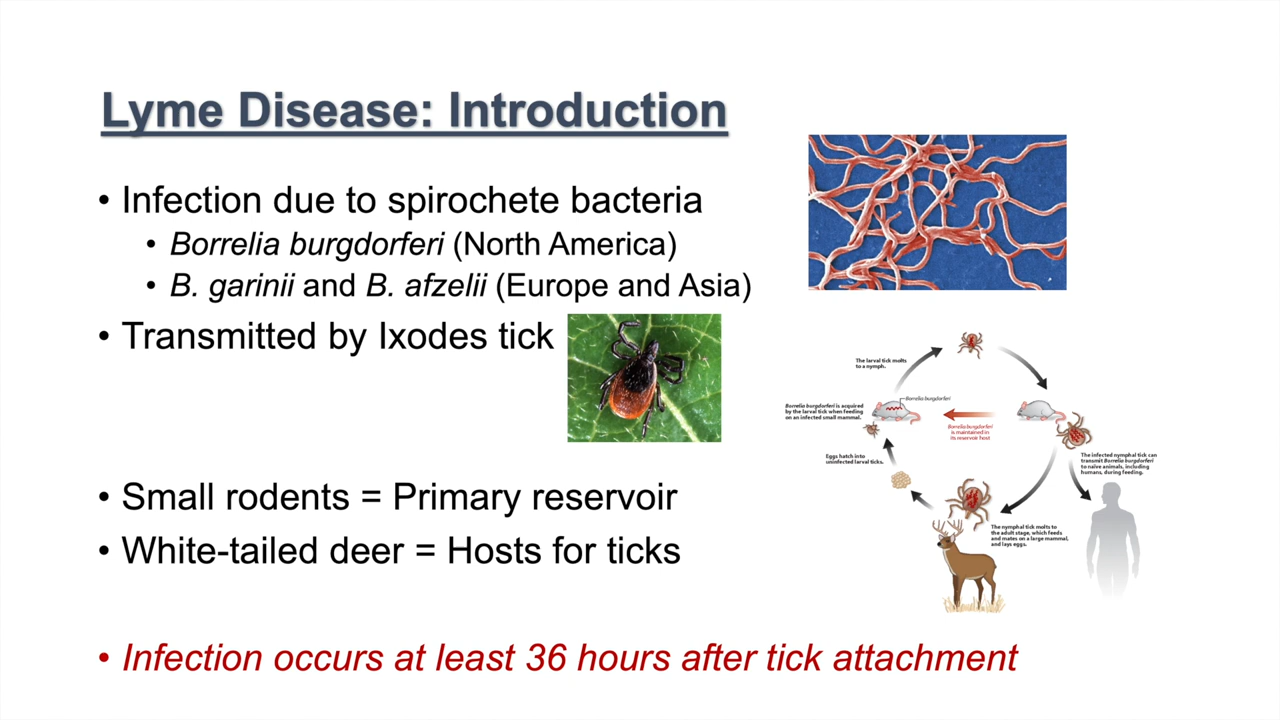 Lyme Disease: Introduction
• Infection due to spirochete bacteria
• Borrelia burgdorferi (North America)
• B. garinii and B. afzelii (Europe and Asia)
• Transmitted by Ixodes tick
• Small rodents = Primary reservoir
• White-tailed deer = Hosts for ticks
• Infection occurs at least 36 hours after tick attachment
The larval tick molts
to a nymph.
Borrelia burgdorferi
Borrelia burgdorferi is acquired
by the larval tick when feeding
on an infected small mammal.
Borrelia burgdorferi
is maintained in
its reservoir host
Eggs hatch into
uninfected larval ticks.
The infected nymphal tick can
transmit Borrelia burgdorferi
to naive animals, including
humans, during feeding.
The nymphal tick molts to
the adult stage, which feeds
and mates on a large mammal,
and lays eggs.